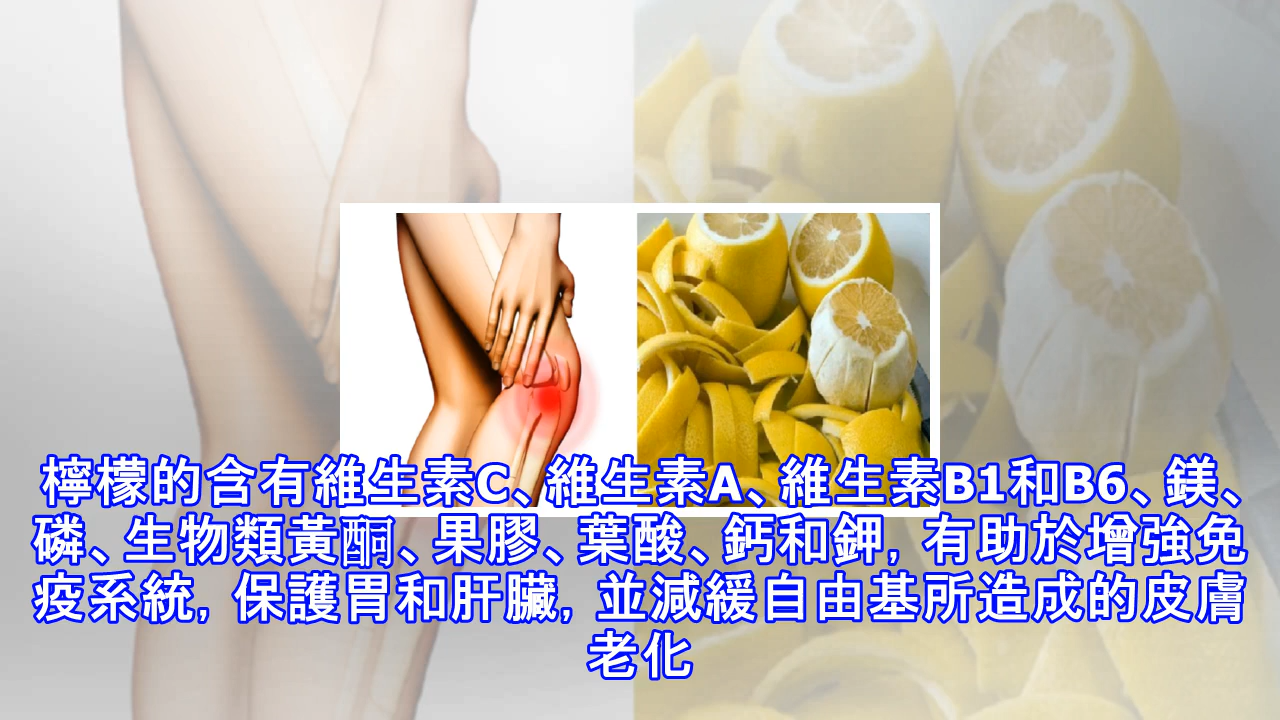 檸檬的含有維生素C、維生素A、維生素B1和B6、鎂、
磷、生物類黃酮、果膠、葉酸、鈣和鉀, 有助於增強免
疫系統, 保護胃和肝臟, 並減緩自由基所造成的皮膚
老化